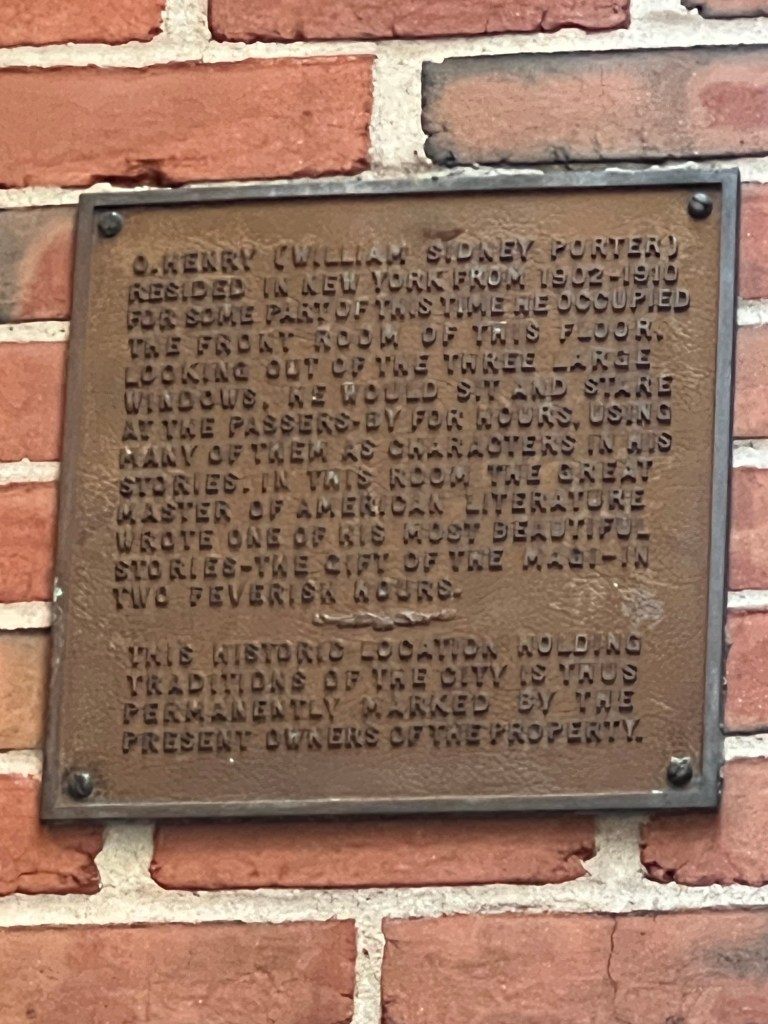 O. HENRY (WILLIAM SIDNEY PORTER)
RESIDED IN NEW YORK FROM 1902-1910
FOR SOME PART OF THIS TIME HE OCCUPIED
THE FRONT ROOM OF THIS FLOOR.
LOOKING OUT OF THE THREE LARGE
WINDOWS, HE WOULD SIT AND STARE
AT THE PASSERS-BY FOR HOURS, USING
MANY OF THEM AS CHARACTERS IN HIS
STORIES. IN THIS ROOM THE GREAT
MASTER OF AMERICAN LITERATURE
WROTE ONE OF HIS MOST BEAUTIFUL
STORIES-THE GIFT OF THE MAGI-IN
TWO FEVERISH HOURS.
THIS HISTORIC LOCATION HOLDING
TRADITIONS OF THE CITY IS THUS
PERMANENTLY MARKED BY THE
PRESENT OWNERS OF THE PROPERTY.